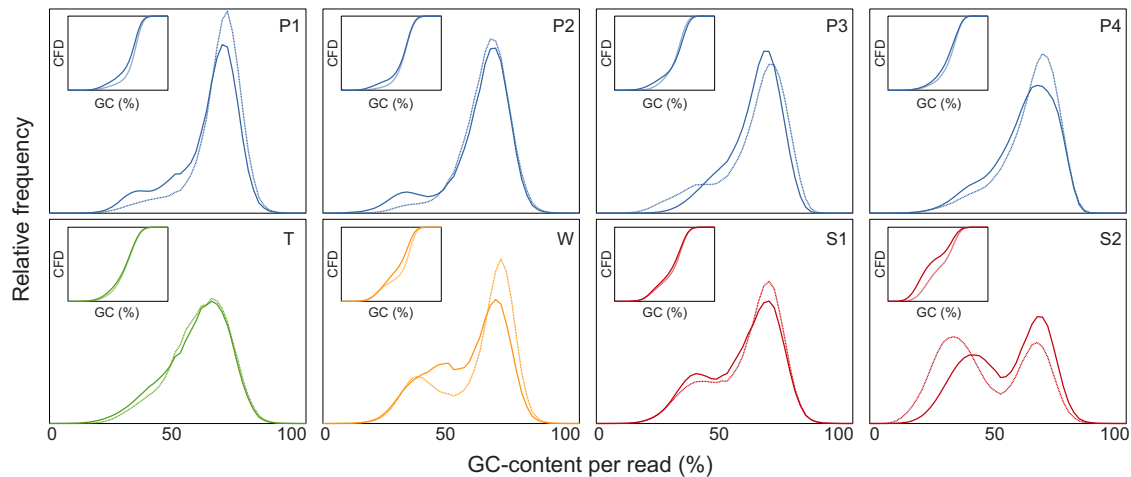 P1
CFD
GC (%)
P2
CFD
GC (%)
P3
CFD
GC (%)
P4
CFD
GC (%)
Relative frequency
T
CFD
GC (%)
W
CFD
GC (%)
S1
CFD
GC (%)
S2
CFD
GC (%)
0 50 100 0 50 100 0 50 100 0 50 100
GC-content per read (%)